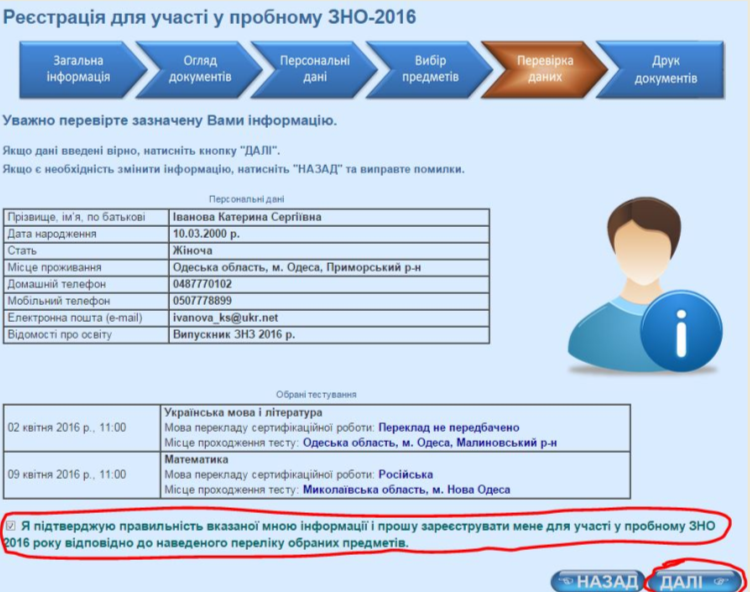 Реєстрація для участі у пробному ЗНО-2016
Загальна інформація
Огляд документів
Персональні дані
Вибір предметів
Перевірка даних
Друк документів
Уважно перевірте зазначену Вами інформацію.
Якщо дані введені вірно, натисніть кнопку "ДАЛІ".
Якщо є необхідність змінити інформацію, натисніть "НАЗАД" та виправте помилки.
Персональні дані
Прізвище, ім'я, по батькові Іванова Катерина Сергіївна
Дата народження 10.03.2000 р.
Стать Жіноча
Місце проживання Одеська область, м. Одеса, Приморський р-н
Домашній телефон 0487770102
Мобільний телефон 0507778899
Електронна пошта (e-mail) ivanova_ks@ukr.net
Відомості про освіту Випускник ЗНЗ 2016 р.
Обрані тестування
02 квітня 2016 р., 11:00
Українська мова і література
Мова перекладу сертифікаційної роботи: Переклад не передбачено
Місце проходження тесту: Одеська область, м. Одеса, Малиновський р-н
09 квітня 2016 р., 11:00
Математика
Мова перекладу сертифікаційної роботи: Російська
Місце проходження тесту: Миколаївська область, м. Нова Одеса
Я підтверджую правильність вказаної мною інформації і прошу зареєструвати мене для участі у пробному ЗНО
2016 року відповідно до наведеного переліку обраних предметів.
НАЗАД ДАЛІ